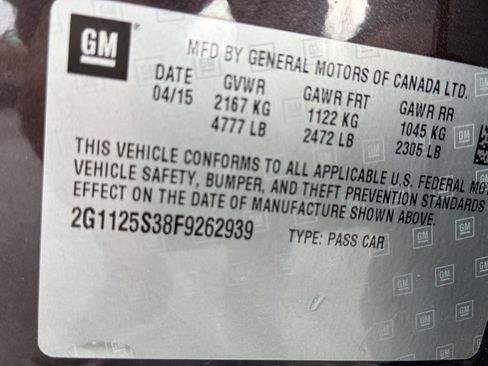 GM
MFD BY GENERAL MOTORS OF CANADA LTD.
DATE GVWR GAWR FRT GAWR RR
04/15 2167 KG 1122 KG 1045 KG
4777 LB 2472 LB 2305 LB
THIS VEHICLE CONFORMS TO ALL APPLICABLE U.S. FEDERAL MOT
VEHICLE SAFETY, BUMPER, AND THEFT PREVENTION STANDARDS
EFFECT ON THE DATE OF MANUFACTURE SHOWN ABOVE.
2G1125S38F9262939 TYPE: PASS CAR